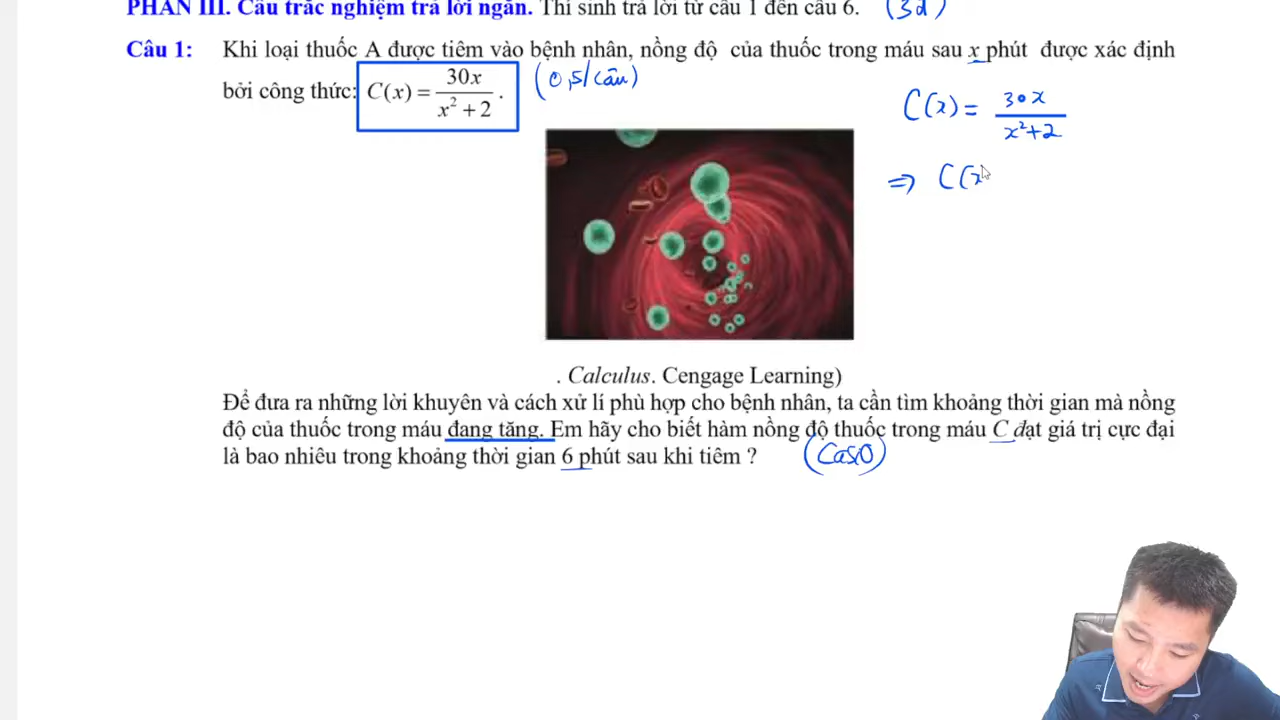 PHẦN III. Câu trắc nghiệm trả lời ngắn. Thí sinh trả lời từ câu 1 đến câu 6. (3đ)
Câu 1: Khi loại thuốc A được tiêm vào bệnh nhân, nồng độ của thuốc trong máu sau x phút được xác định
bởi công thức: C(x) = 30x / (x² + 2) . (0,5/câu)
C(x) = 30x / (x²+2)
⇒ C(x
. Calculus. Cengage Learning)
Để đưa ra những lời khuyên và cách xử lí phù hợp cho bệnh nhân, ta cần tìm khoảng thời gian mà nồng
độ của thuốc trong máu đang tăng. Em hãy cho biết hàm nồng độ thuốc trong máu C đạt giá trị cực đại
là bao nhiêu trong khoảng thời gian 6 phút sau khi tiêm ? (CasO)